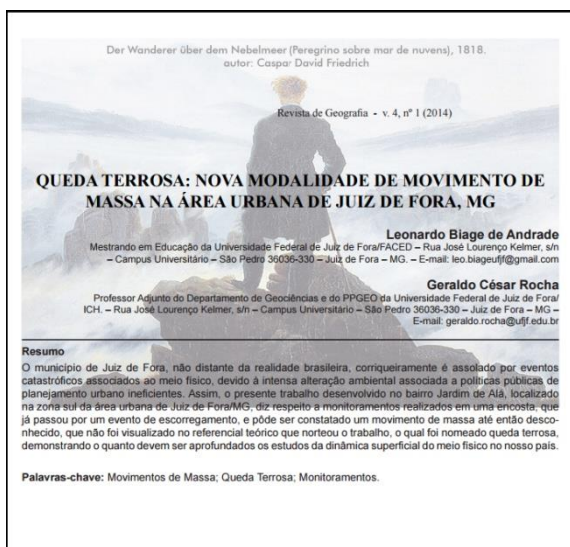 Der Wanderer über dem Nebelmeer (Peregrino sobre mar de nuvens), 1818.
autor: Caspar David Friedrich
Revista de Geografia - v. 4, nº 1 (2014)
QUEDA TERROSA: NOVA MODALIDADE DE MOVIMENTO DE
MASSA NA ÁREA URBANA DE JUIZ DE FORA, MG
Leonardo Biage de Andrade
Mestrando em Educação da Universidade Federal de Juiz de Fora/FACED – Rua José Lourenço Kelmer, s/n
– Campus Universitário – São Pedro 36036-330 – Juiz de Fora – MG. – E-mail: leo.biageufjf@gmail.com
Geraldo César Rocha
Professor Adjunto do Departamento de Geociências e do PPGEO da Universidade Federal de Juiz de Fora/
ICH. – Rua José Lourenço Kelmer, s/n – Campus Universitário – São Pedro 36036-330 – Juiz de Fora – MG –
E-mail: geraldo.rocha@ufjf.edu.br
Resumo
O município de Juiz de Fora, não distante da realidade brasileira, corriqueiramente é assolado por eventos
catastróficos associados ao meio físico, devido à intensa alteração ambiental associada a políticas públicas de
planejamento urbano ineficientes. Assim, o presente trabalho desenvolvido no bairro Jardim de Alá, localizado
na zona sul da área urbana de Juiz de Fora/MG, diz respeito a monitoramentos realizados em uma encosta, que
já passou por um evento de escorregamento, e pôde ser constatado um movimento de massa até então desco-
nhecido, que não foi visualizado no referencial teórico que norteou o trabalho, o qual foi nomeado queda terrosa,
demonstrando o quanto devem ser aprofundados os estudos da dinâmica superficial do meio físico no nosso país.
Palavras-chave: Movimentos de Massa; Queda Terrosa; Monitoramentos.